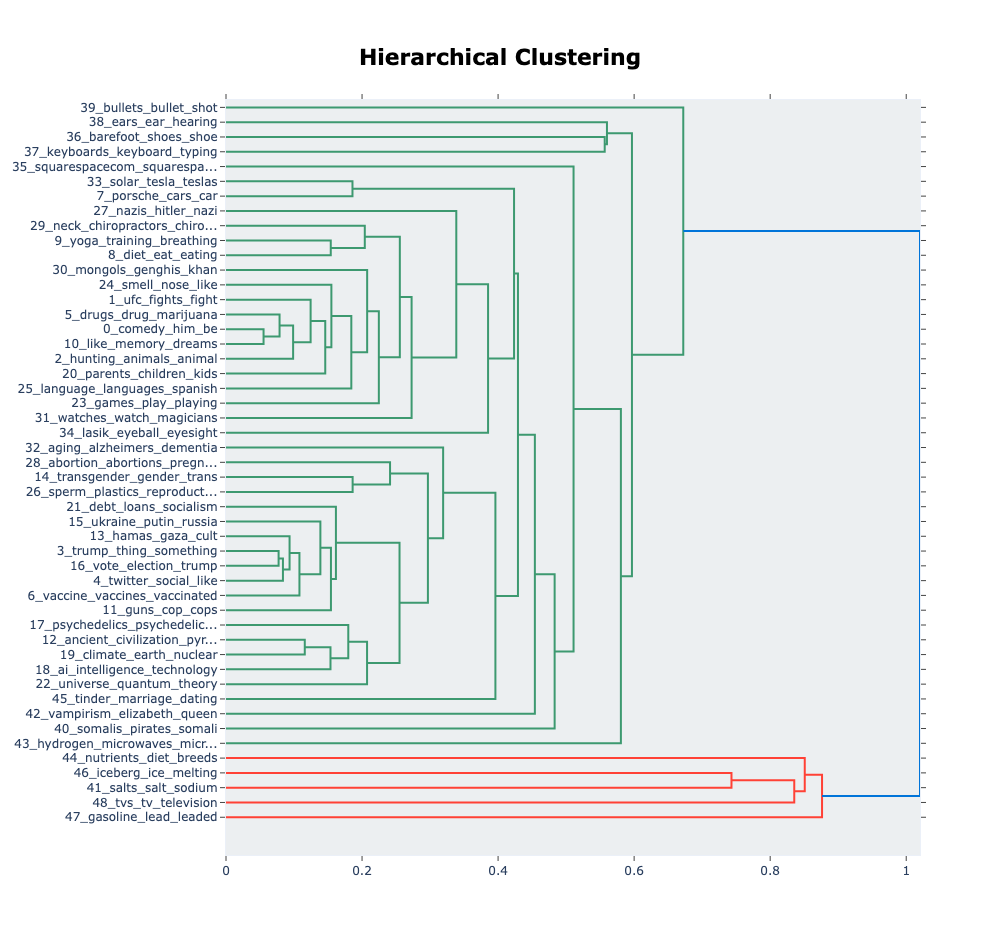 Hierarchical Clustering
39_bullets_bullet_shot
38_ears_ear_hearing
36_barefoot_shoes_shoe
37_keyboards_keyboard_typing
35_squarespacecom_squarespa...
33_solar_tesla_teslas
7_porsche_cars_car
27_nazis_hitler_nazi
29_neck_chiropractors_chiro...
9_yoga_training_breathing
8_diet_eat_eating
30_mongols_genghis_khan
24_smell_nose_like
1_ufc_fights_fight
5_drugs_drug_marijuana
0_comedy_him_be
10_like_memory_dreams
2_hunting_animals_animal
20_parents_children_kids
25_language_languages_spanish
23_games_play_playing
31_watches_watch_magicians
34_lasik_eyeball_eyesight
32_aging_alzheimers_dementia
28_abortion_abortions_pregn...
14_transgender_gender_trans
26_sperm_plastics_reproduct...
21_debt_loans_socialism
15_ukraine_putin_russia
13_hamas_gaza_cult
3_trump_thing_something
16_vote_election_trump
4_twitter_social_like
6_vaccine_vaccines_vaccinated
11_guns_cop_cops
17_psychedelics_psychedelic...
12_ancient_civilization_pyr...
19_climate_earth_nuclear
18_ai_intelligence_technology
22_universe_quantum_theory
45_tinder_marriage_dating
42_vampirism_elizabeth_queen
40_somalis_pirates_somali
43_hydrogen_microwaves_micr...
44_nutrients_diet_breeds
46_iceberg_ice_melting
41_salts_salt_sodium
48_tvs_tv_television
47_gasoline_lead_leaded
0 0.2 0.4 0.6 0.8 1